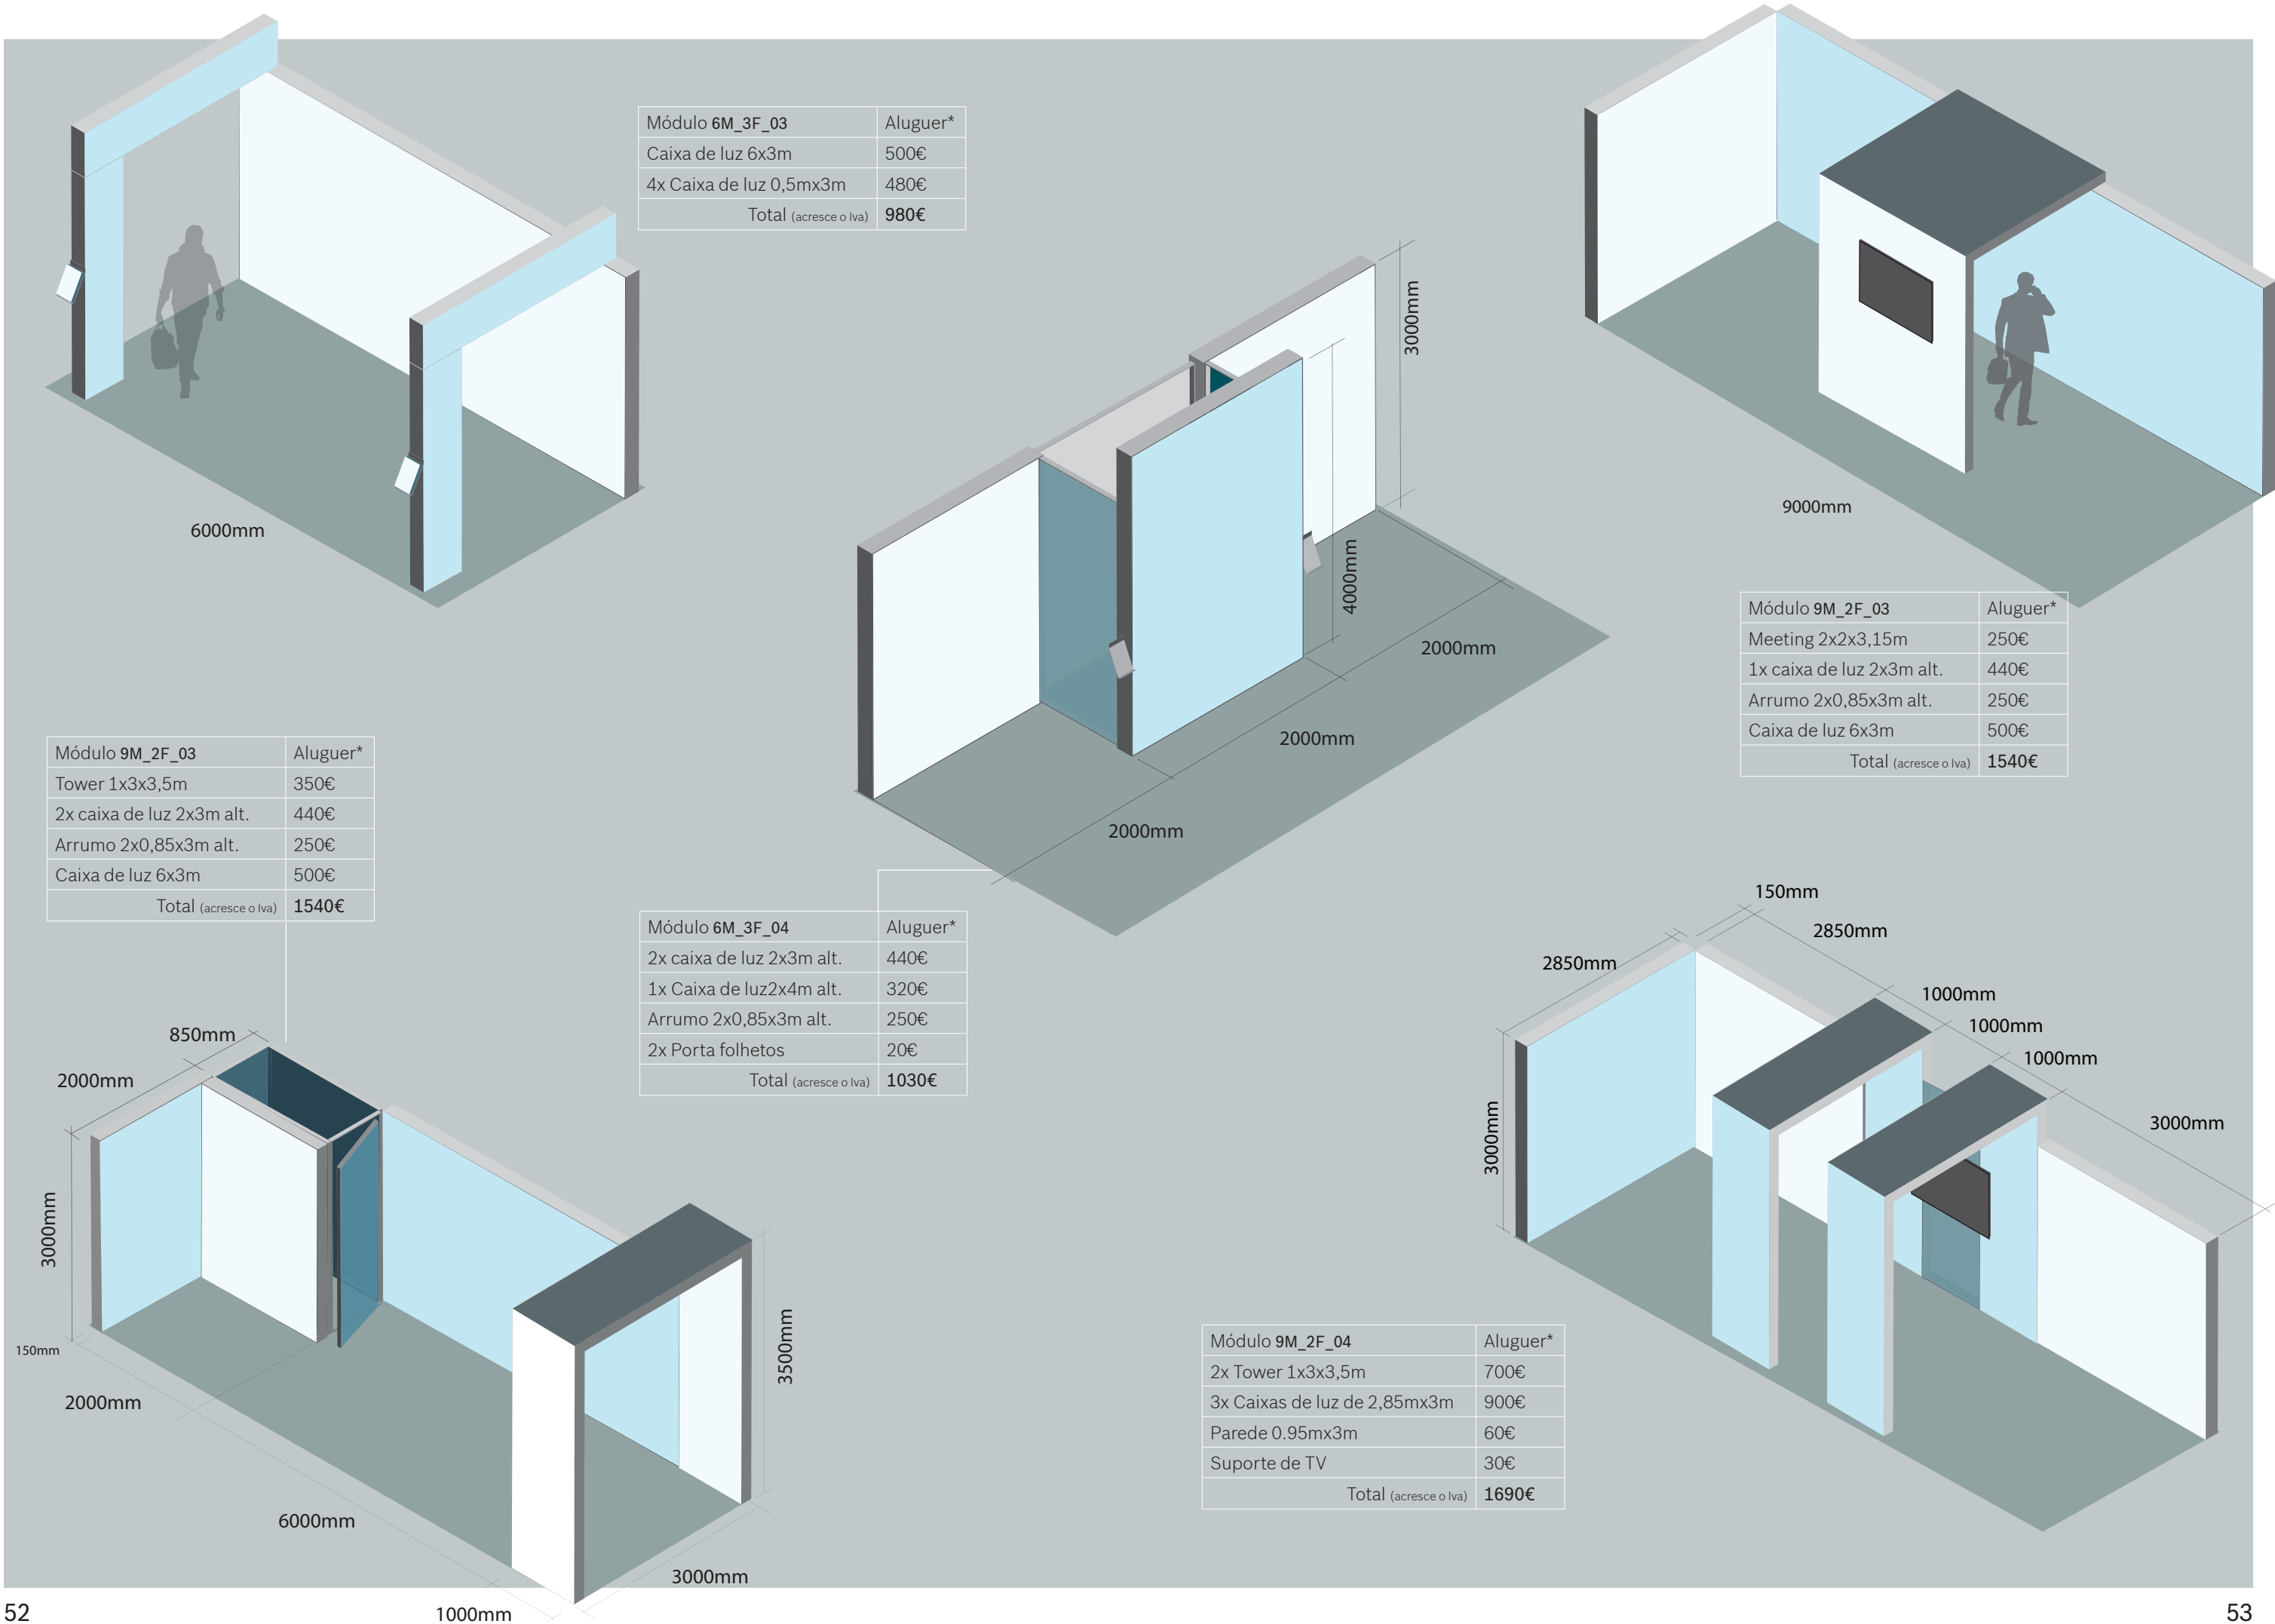 Módulo 6M_3F_03 Aluguer*
Caixa de luz 6x3m 500€
4x Caixa de luz 0,5mx3m 480€
Total (acresce o Iva) 980€
6000mm
3000mm
4000mm
2000mm
2000mm
2000mm
9000mm
Módulo 9M_2F_03 Aluguer*
Meeting 2x2x3,15m 250€
1x caixa de luz 2x3m alt. 440€
Arrumo 2x0,85x3m alt. 250€
Caixa de luz 6x3m 500€
Total (acresce o Iva) 1540€
Módulo 9M_2F_03 Aluguer*
Tower 1x3x3,5m 350€
2x caixa de luz 2x3m alt. 440€
Arrumo 2x0,85x3m alt. 250€
Caixa de luz 6x3m 500€
Total (acresce o Iva) 1540€
Módulo 6M_3F_04 Aluguer*
2x caixa de luz 2x3m alt. 440€
1x Caixa de luz2x4m alt. 320€
Arrumo 2x0,85x3m alt. 250€
2x Porta folhetos 20€
Total (acresce o Iva) 1030€
850mm
2000mm
3000mm
150mm
2000mm
6000mm
1000mm
3000mm
3500mm
150mm
2850mm
2850mm
1000mm
1000mm
1000mm
3000mm
3000mm
Módulo 9M_2F_04 Aluguer*
2x Tower 1x3x3,5m 700€
3x Caixas de luz de 2,85mx3m 900€
Parede 0.95mx3m 60€
Suporte de TV 30€
Total (acresce o Iva) 1690€
52
53